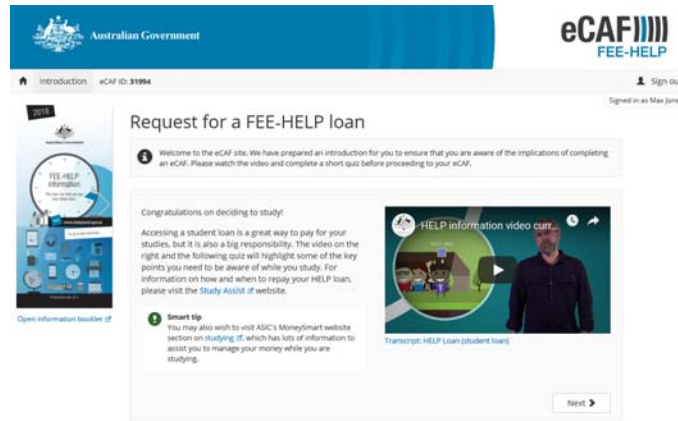 Australian Government
eCAF
FEE-HELP
Introduction eCAF ID: 31994
Sign out
Signed in as Max Jone
2018
FEE-HELP
information
Open information booklet
Request for a FEE-HELP loan
Welcome to the eCAF site. We have prepared an introduction for you to ensure that you are aware of the implications of completing
an eCAF. Please watch the video and complete a short quiz before proceeding to your eCAF.
Congratulations on deciding to study!
Accessing a student loan is a great way to pay for your
studies, but it is also a big responsibility. The video on the
right and the following quiz will highlight some of the key
points you need to be aware of while you study. For
information on how and when to repay your HELP loan,
please visit the Study Assist website.
Smart tip
You may also wish to visit ASIC's MoneySmart website
section on studying, which has lots of information to
assist you to manage your money while you are
studying.
HELP information video curr...
Transcript: HELP Loan (student loan)
Next